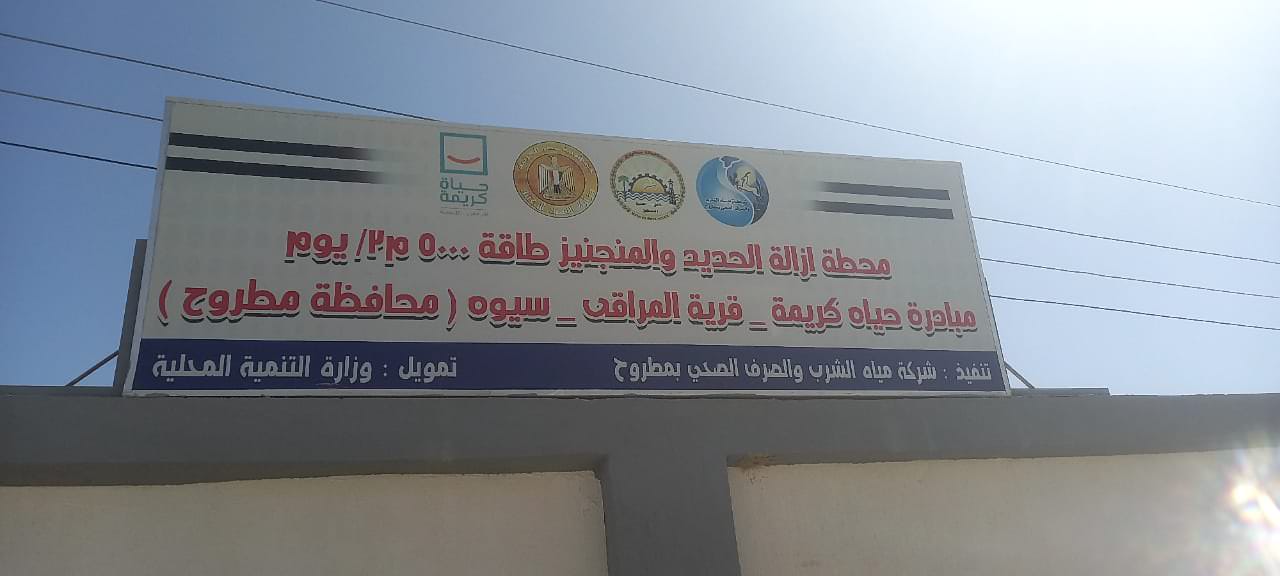 حياة
كريمة
محطة ازالة الحديد والمنجنيز طاقة ٥٠٠٠ م٣/ يوم
مبادرة حياه كريمة _ قرية المراقى _ سيوه ( محافظة مطروح )
تنفيذ : شركة مياه الشرب والصرف الصحي بمطروح
تمويل : وزارة التنمية المحلية